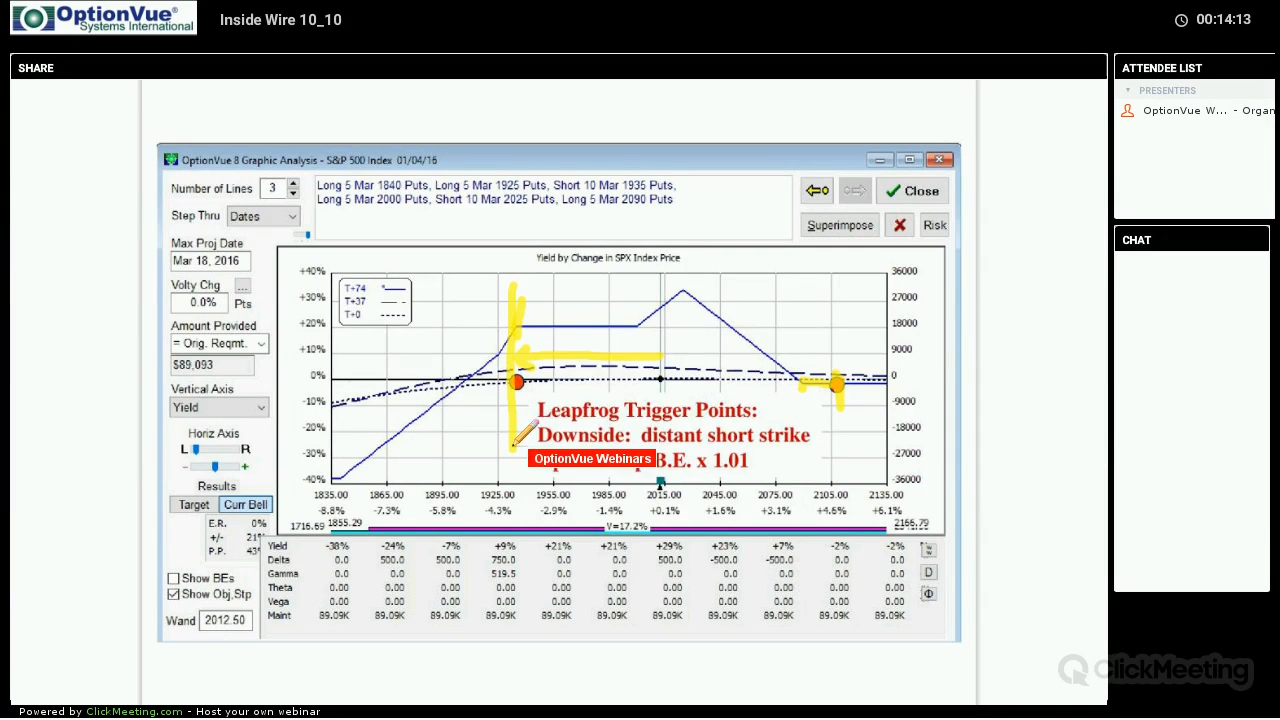 OptionVue
Systems International
Inside Wire 10_10
00:14:13
SHARE
ATTENDEE LIST
PRESENTERS
OptionVue W... - Organ
CHAT
OptionVue 8 Graphic Analysis - S&P 500 Index 01/04/16
Number of Lines 3
Long 5 Mar 1840 Puts, Long 5 Mar 1925 Puts, Short 10 Mar 1935 Puts,
Long 5 Mar 2000 Puts, Short 10 Mar 2025 Puts, Long 5 Mar 2090 Puts
Close
Step Thru Dates
Superimpose
Risk
Max Proj Date
Mar 18, 2016
Volty Chg ...
0.0% Pts
Amount Provided
= Orig. Reqmt.
$89,093
Vertical Axis
Yield
Horiz Axis
L R
- +
Results
Target Curr Bell
E.R. 0%
+/- 21%
P.P. 43
Show BEs
Show Obj,Stp
Wand 2012.50
Yield by Change in SPX Index Price
T+74
T+37
T+0
+40% 36000
+30% 27000
+20% 18000
+10% 9000
0% 0
-10% -9000
-20% -18000
-30% -27000
-40% -36000
Leapfrog Trigger Points:
Downside: distant short strike
B.E. x 1.01
OptionVue Webinars
1835.00 1865.00 1895.00 1925.00 1955.00 1985.00 2015.00 2045.00 2075.00 2105.00 2135.00
-8.8% -7.3% -5.8% -4.3% -2.9% -1.4% +0.1% +1.6% +3.1% +4.6% +6.1%
1716.69 1855.29 V=17.2% 2166.79
Yield -38% -24% -7% +9% +21% +21% +29% +23% +7% -2% -2%
Delta 0.0 500.0 500.0 750.0 0.0 0.0 500.0 -500.0 -500.0 0.0 0.0
Gamma 0.0 0.0 0.0 519.5 0.0 0.0 0.0 0.0 0.0 0.0 0.0
Theta 0.00 0.00 0.00 0.00 0.00 0.00 0.00 0.00 0.00 0.00 0.00
Vega 0.00 0.00 0.00 0.00 0.00 0.00 0.00 0.00 0.00 0.00 0.00
Maint 89.09K 89.09K 89.09K 89.09K 89.09K 89.09K 89.09K 89.09K 89.09K 89.09K 89.09K
D
Φ
ClickMeeting
Powered by ClickMeeting.com - Host your own webinar